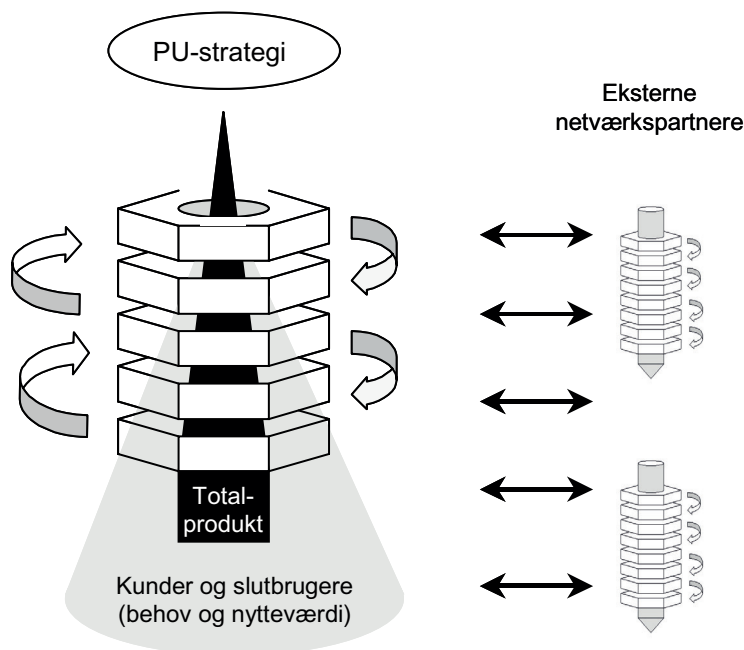 PU-strategi
Eksterne
netværkspartnere
Total-
produkt
Kunder og slutbrugere
(behov og nytteværdi)